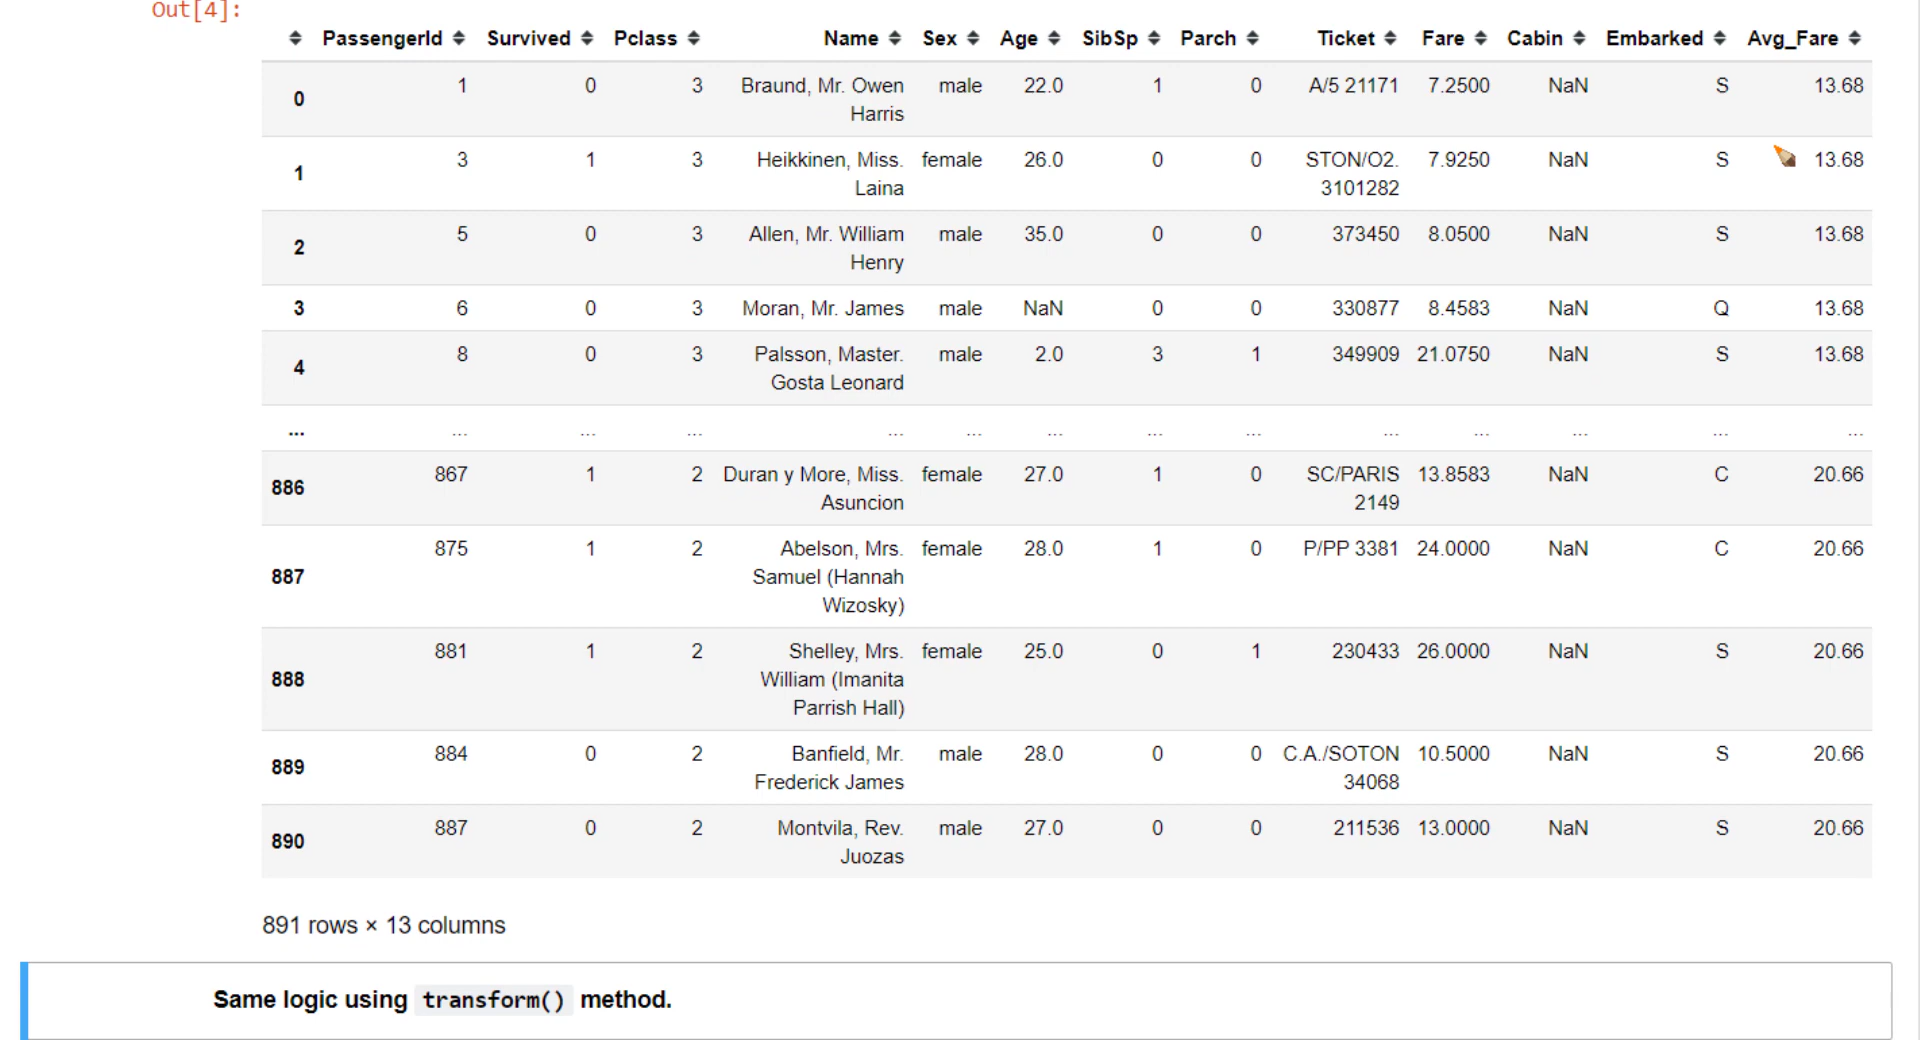 Out[4]:
PassengerId Survived Pclass Name Sex Age SibSp Parch Ticket Fare Cabin Embarked Avg_Fare
0 1 0 3 Braund, Mr. Owen male 22.0 1 0 A/5 21171 7.2500 NaN S 13.68
Harris
1 3 1 3 Heikkinen, Miss. female 26.0 0 0 STON/O2. 7.9250 NaN S 13.68
Laina 3101282
2 5 0 3 Allen, Mr. William male 35.0 0 0 373450 8.0500 NaN S 13.68
Henry
3 6 0 3 Moran, Mr. James male NaN 0 0 330877 8.4583 NaN Q 13.68
4 8 0 3 Palsson, Master. male 2.0 3 1 349909 21.0750 NaN S 13.68
Gosta Leonard
... ... ... ... ... ... ... ... ... ... ... ... ... ...
886 867 1 2 Duran y More, Miss. female 27.0 1 0 SC/PARIS 13.8583 NaN C 20.66
Asuncion 2149
887 875 1 2 Abelson, Mrs. female 28.0 1 0 P/PP 3381 24.0000 NaN C 20.66
Samuel (Hannah
Wizosky)
888 881 1 2 Shelley, Mrs. female 25.0 0 1 230433 26.0000 NaN S 20.66
William (Imanita
Parrish Hall)
889 884 0 2 Banfield, Mr. male 28.0 0 0 C.A./SOTON 10.5000 NaN S 20.66
Frederick James 34068
890 887 0 2 Montvila, Rev. male 27.0 0 0 211536 13.0000 NaN S 20.66
Juozas
891 rows × 13 columns
Same logic using transform() method.